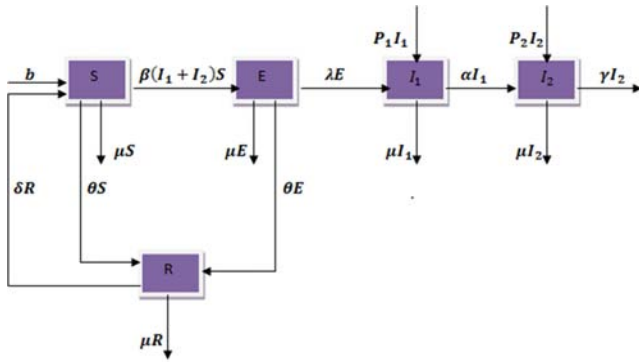 P₁I₁
P₂I₂
b
S
β(I₁ + I₂)S
E
λE
I₁
αI₁
I₂
γI₂
μS
μE
μI₁
μI₂
δR
θS
θE
R
μR